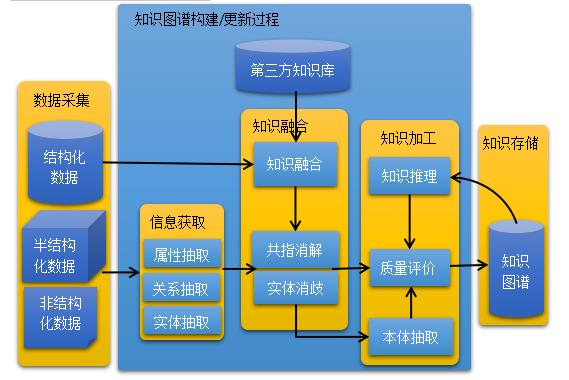 知识图谱构建/更新过程
第三方知识库
数据采集
结构化
数据
半结构
化数据
非结构
化数据
信息获取
属性抽取
关系抽取
实体抽取
知识融合
知识融合
共指消解
实体消歧
知识加工
知识推理
质量评价
本体抽取
知识存储
知识
图谱